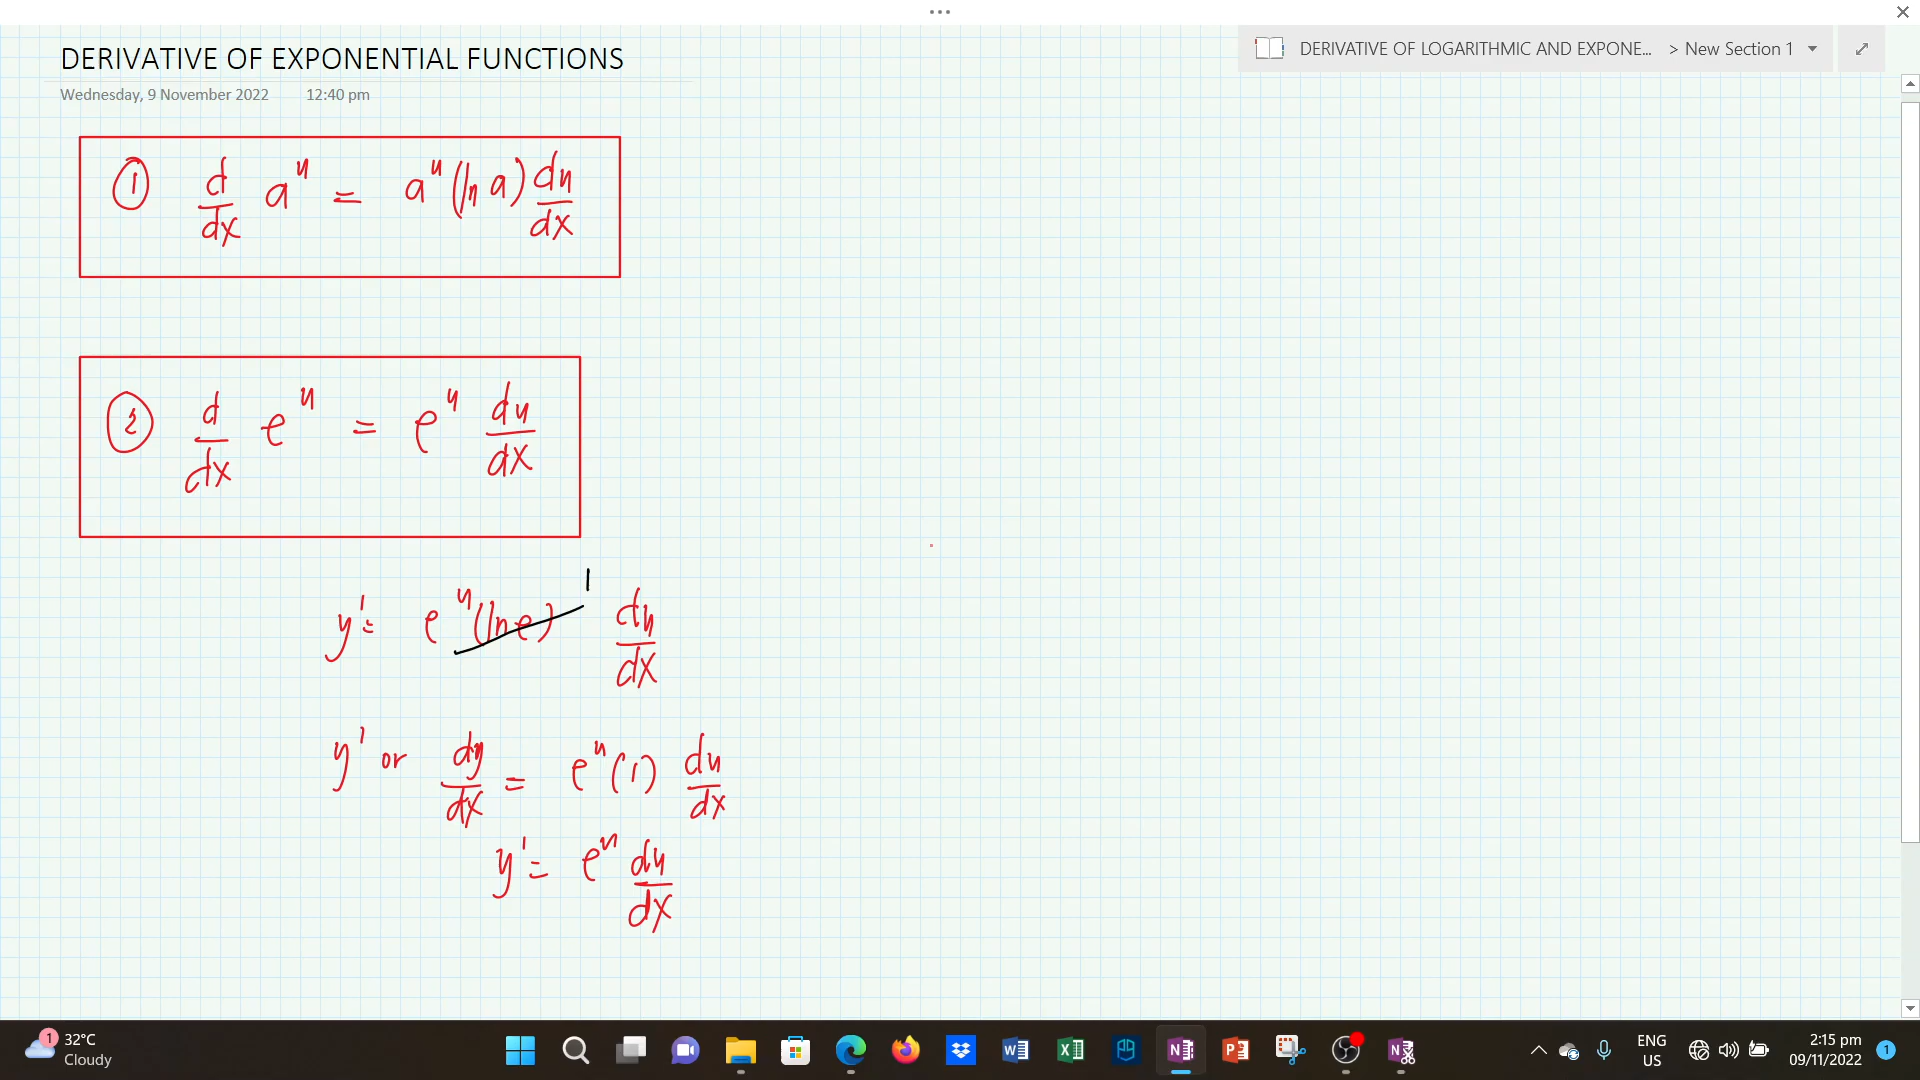 DERIVATIVE OF EXPONENTIAL FUNCTIONS
DERIVATIVE OF LOGARITHMIC AND EXPONE... > New Section 1
Wednesday, 9 November 2022 12:40 pm
① d/dx a^u = a^u (ln a) du/dx
② d/dx e^u = e^u du/dx
y' = e^u (ln e) 1 du/dx
y' or dy/dx = e^u (1) du/dx
y' = e^u du/dx
1 32°C
Cloudy
ENG
US
2:15 pm
09/11/2022
1